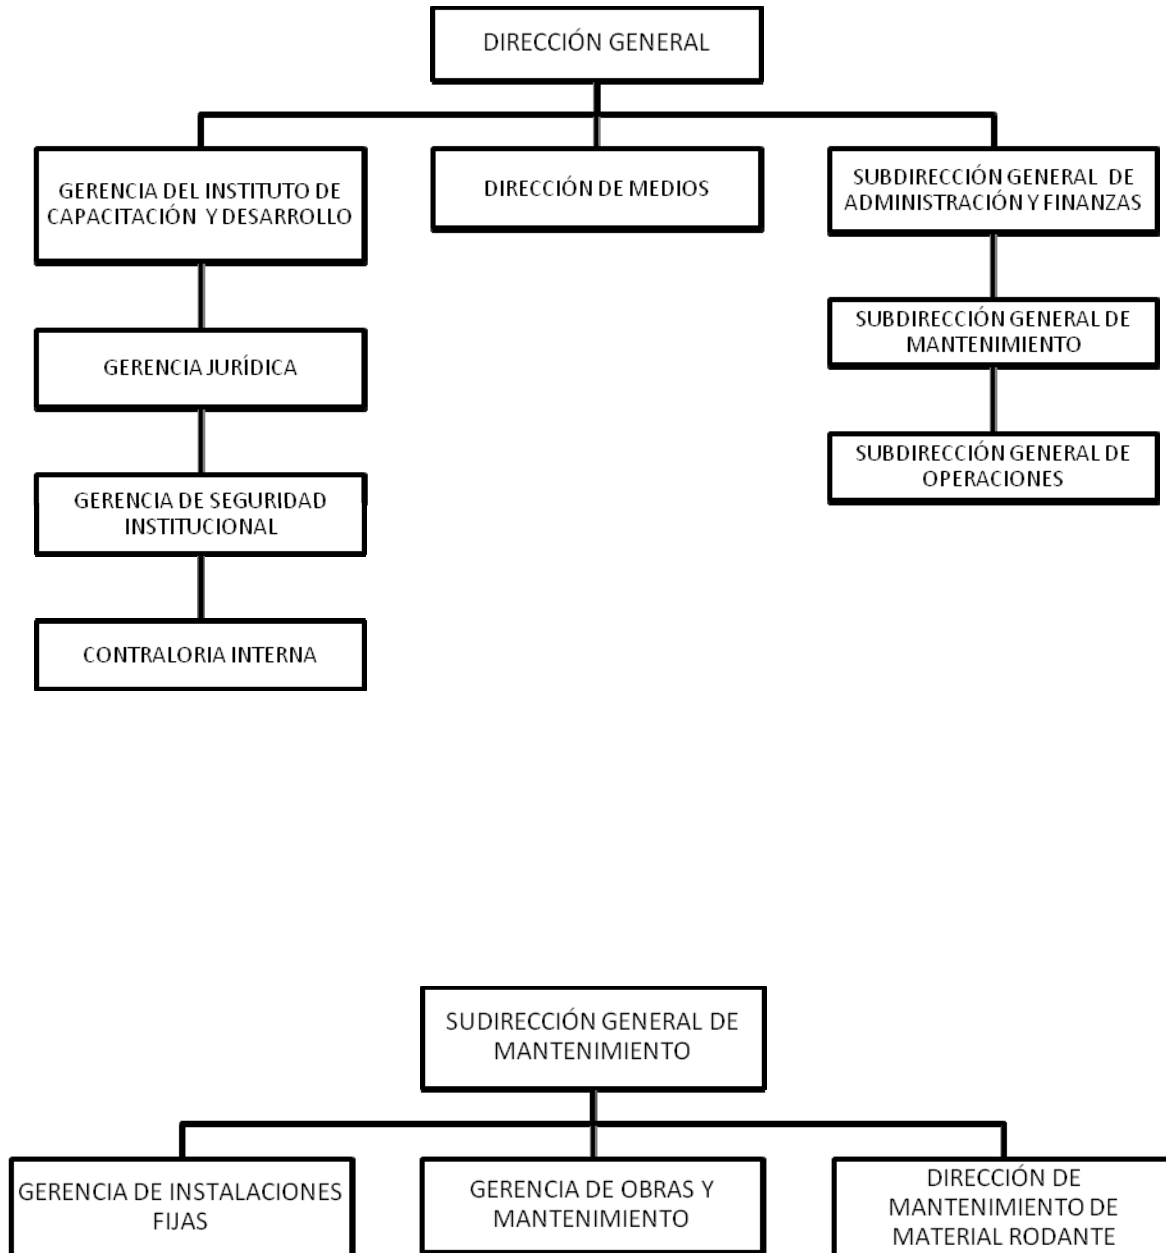 DIRECCIÓN GENERAL
GERENCIA DEL INSTITUTO DE
CAPACITACIÓN Y DESARROLLO
DIRECCIÓN DE MEDIOS
SUBDIRECCIÓN GENERAL DE
ADMINISTRACIÓN Y FINANZAS
GERENCIA JURÍDICA
SUBDIRECCIÓN GENERAL DE
MANTENIMIENTO
GERENCIA DE SEGURIDAD
INSTITUCIONAL
SUBDIRECCIÓN GENERAL DE
OPERACIONES
CONTRALORIA INTERNA
SUDIRECCIÓN GENERAL DE
MANTENIMIENTO
GERENCIA DE INSTALACIONES
FIJAS
GERENCIA DE OBRAS Y
MANTENIMIENTO
DIRECCIÓN DE
MANTENIMIENTO DE
MATERIAL RODANTE